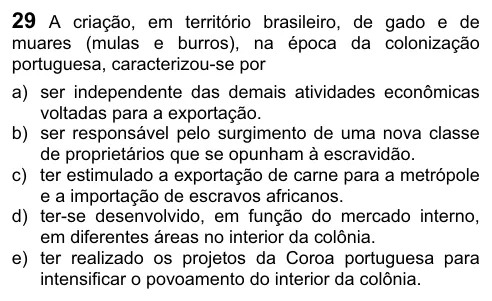 29 A criação, em território brasileiro, de gado e de
muares (mulas e burros), na época da colonização
portuguesa, caracterizou-se por
a) ser independente das demais atividades econômicas
voltadas para a exportação.
b) ser responsável pelo surgimento de uma nova classe
de proprietários que se opunham à escravidão.
c) ter estimulado a exportação de carne para a metrópole
e a importação de escravos africanos.
d) ter-se desenvolvido, em função do mercado interno,
em diferentes áreas no interior da colônia.
e) ter realizado os projetos da Coroa portuguesa para
intensificar o povoamento do interior da colônia.